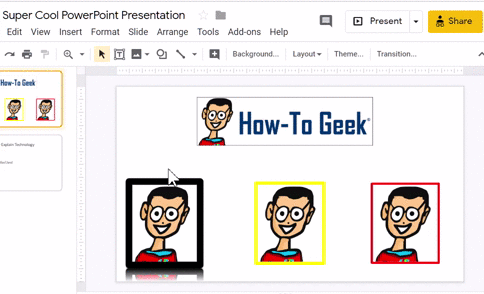 Super Cool PowerPoint Presentation
Present
Share
Edit View Insert Format Slide Arrange Tools Add-ons Help
Background... Layout Theme... Transition...
How-To Geek
How-To Geek
Explain Technology